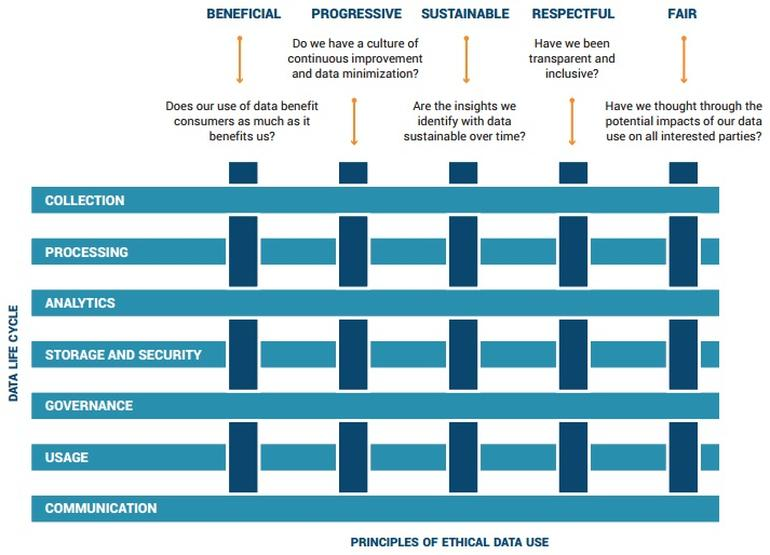 BENEFICIAL PROGRESSIVE SUSTAINABLE RESPECTFUL FAIR
Do we have a culture of
continuous improvement
and data minimization?
Have we been
transparent and
inclusive?
Does our use of data benefit
consumers as much as it
benefits us?
Are the insights we
identify with data
sustainable over time?
Have we thought through the
potential impacts of our data
use on all interested parties?
COLLECTION
PROCESSING
ANALYTICS
STORAGE AND SECURITY
GOVERNANCE
USAGE
COMMUNICATION
DATA LIFE CYCLE
PRINCIPLES OF ETHICAL DATA USE